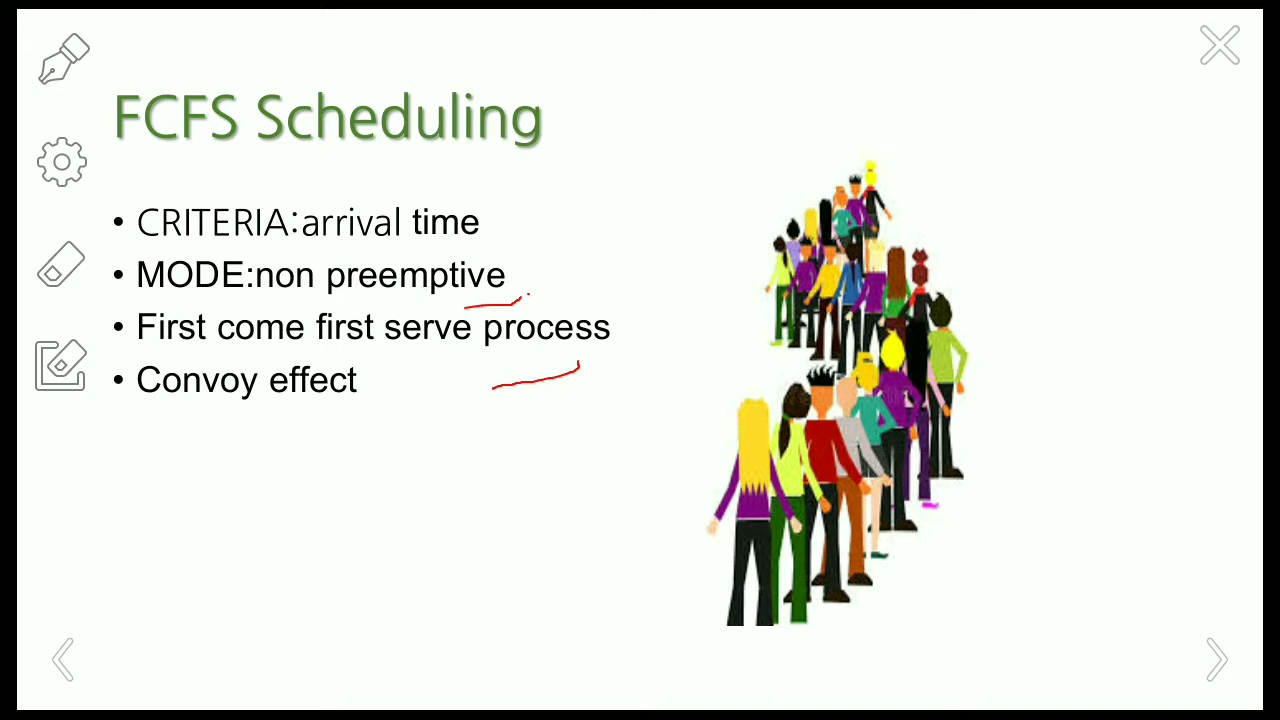 FCFS Scheduling
• CRITERIA:arrival time
• MODE:non preemptive
• First come first serve process
• Convoy effect